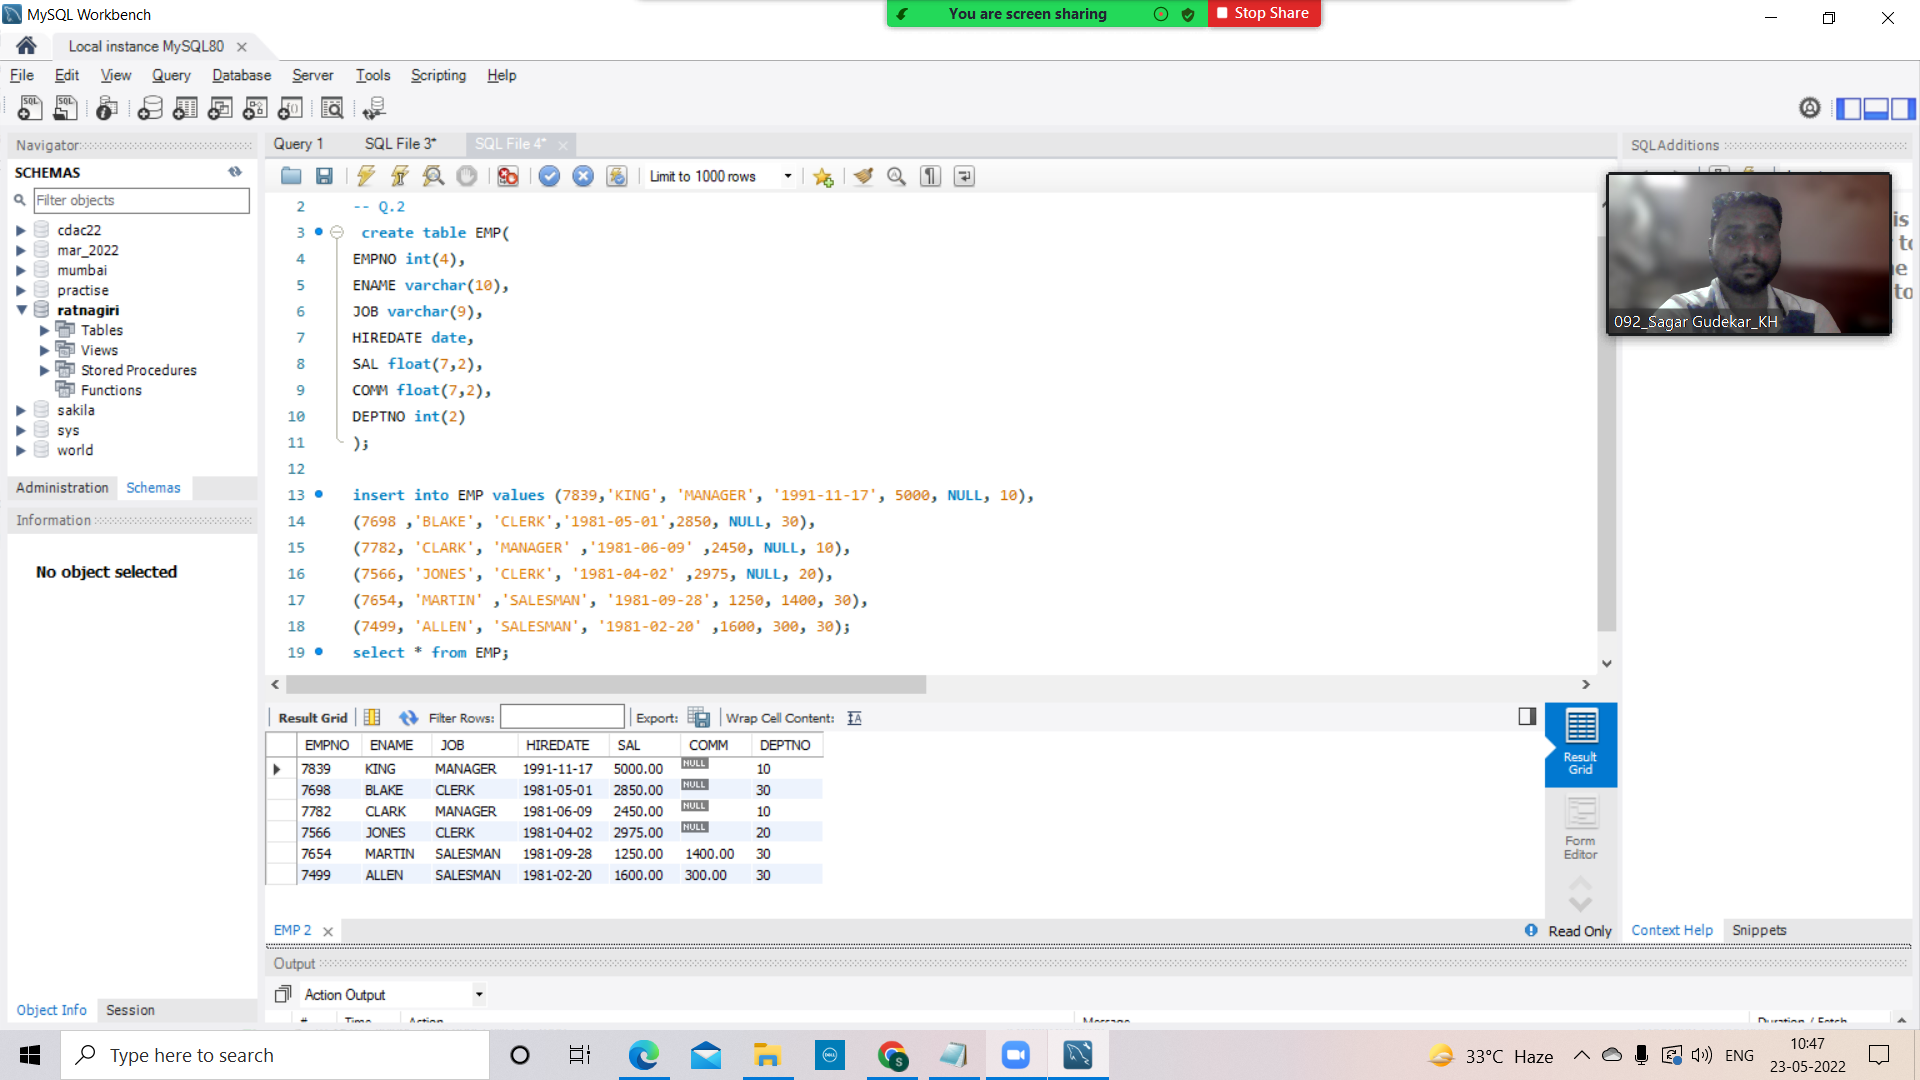 MySQL Workbench
You are screen sharing
Stop Share
Local instance MySQL80
File Edit View Query Database Server Tools Scripting Help
Navigator
SCHEMAS
Filter objects
cdac22
mar_2022
mumbai
practise
ratnagiri
Tables
Views
Stored Procedures
Functions
sakila
sys
world
Administration Schemas
Information
No object selected
Object Info Session
Query 1 SQL File 3* SQL File 4*
Limit to 1000 rows
2 -- Q.2
3 create table EMP(
4 EMPNO int(4),
5 ENAME varchar(10),
6 JOB varchar(9),
7 HIREDATE date,
8 SAL float(7,2),
9 COMM float(7,2),
10 DEPTNO int(2)
11 );
12
13 insert into EMP values (7839,'KING', 'MANAGER', '1991-11-17', 5000, NULL, 10),
14 (7698 ,'BLAKE', 'CLERK','1981-05-01',2850, NULL, 30),
15 (7782, 'CLARK', 'MANAGER' ,'1981-06-09' ,2450, NULL, 10),
16 (7566, 'JONES', 'CLERK', '1981-04-02' ,2975, NULL, 20),
17 (7654, 'MARTIN' ,'SALESMAN', '1981-09-28', 1250, 1400, 30),
18 (7499, 'ALLEN', 'SALESMAN', '1981-02-20' ,1600, 300, 30);
19 select * from EMP;
Result Grid Filter Rows: Export: Wrap Cell Content:
EMPNO ENAME JOB HIREDATE SAL COMM DEPTNO
7839 KING MANAGER 1991-11-17 5000.00 NULL 10
7698 BLAKE CLERK 1981-05-01 2850.00 NULL 30
7782 CLARK MANAGER 1981-06-09 2450.00 NULL 10
7566 JONES CLERK 1981-04-02 2975.00 NULL 20
7654 MARTIN SALESMAN 1981-09-28 1250.00 1400.00 30
7499 ALLEN SALESMAN 1981-02-20 1600.00 300.00 30
Result
Grid
Form
Editor
EMP 2
Read Only
Output
Action Output
# Time Action Message Duration / Fetch
SQLAdditions
is
to
to
092_Sagar Gudekar_KH
Context Help Snippets
Type here to search
33°C Haze
ENG
10:47
23-05-2022